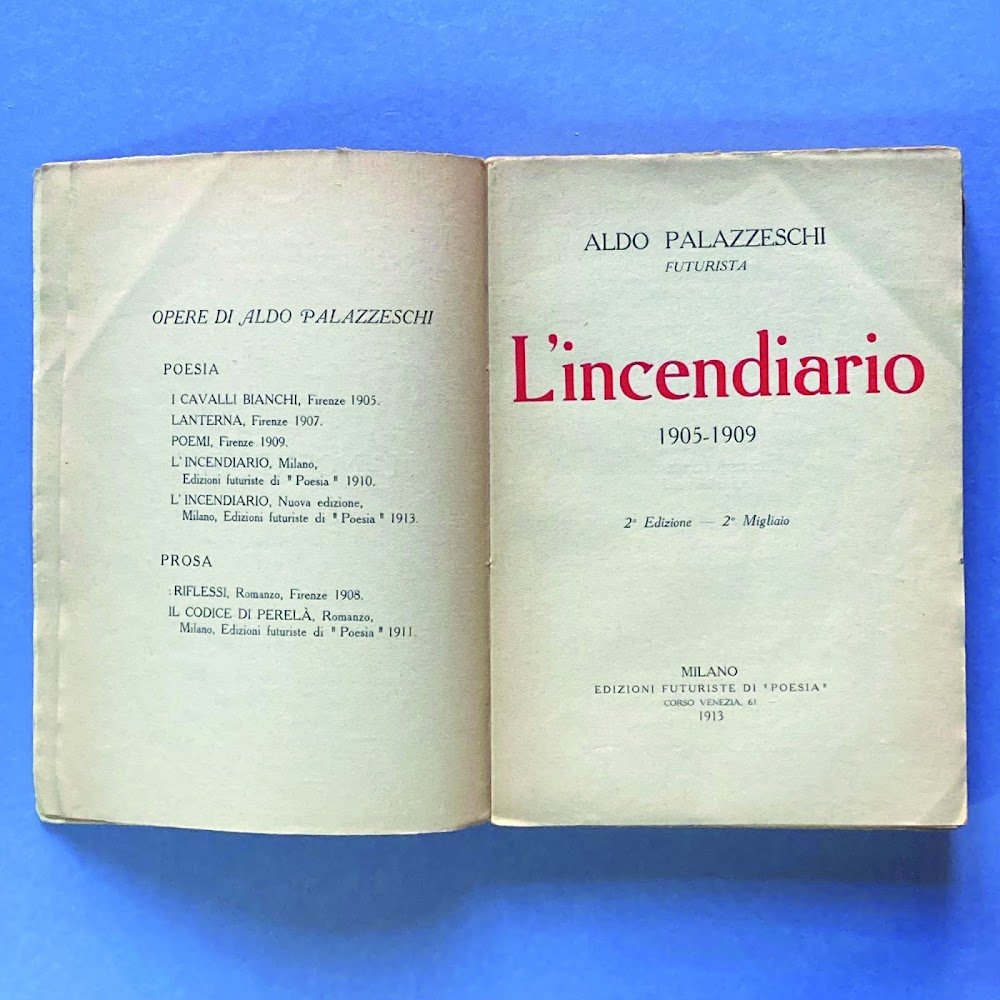 OPERE DI ALDO PALAZZESCHI
POESIA
I CAVALLI BIANCHI, Firenze 1905.
LANTERNA, Firenze 1907.
POEMI, Firenze 1909.
L'INCENDIARIO, Milano,
Edizioni futuriste di "Poesia" 1910.
L'INCENDIARIO, Nuova edizione,
Milano, Edizioni futuriste di "Poesia" 1913.
PROSA
:RIFLESSI, Romanzo, Firenze 1908.
IL CODICE DI PERELÀ, Romanzo,
Milano, Edizioni futuriste di "Poesia" 1911.
ALDO PALAZZESCHI
FUTURISTA
L'incendiario
1905-1909
2ª Edizione — 2º Migliaio
MILANO
EDIZIONI FUTURISTE DI "POESIA"
CORSO VENEZIA, 61
1913